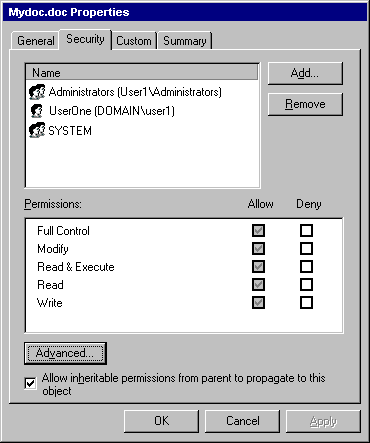 Mydoc.doc Properties
General Security Custom Summary
Name
Administrators (User1\Administrators)
UserOne (DOMAIN\user1)
SYSTEM
Add...
Remove
Permissions: Allow Deny
Full Control
Modify
Read & Execute
Read
Write
Advanced...
Allow inheritable permissions from parent to propagate to this
object
OK Cancel Apply